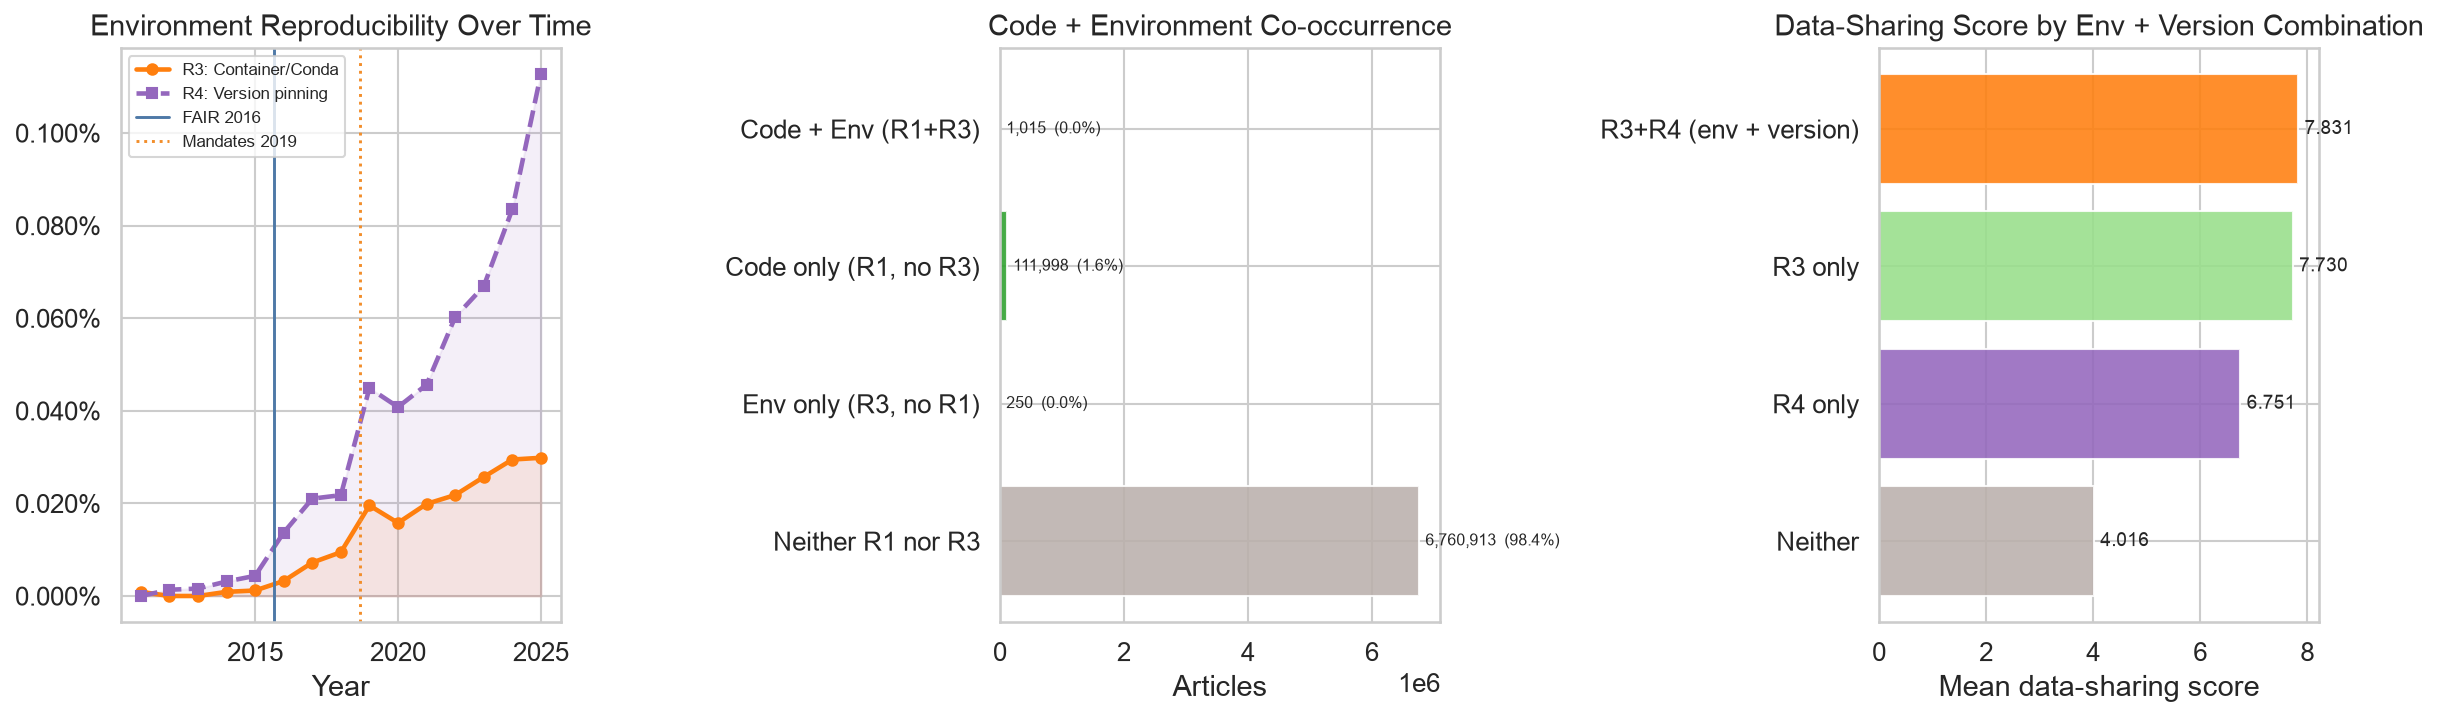 Environment Reproducibility Over Time
R3: Container/Conda
R4: Version pinning
FAIR 2016
Mandates 2019
0.100%
0.080%
0.060%
0.040%
0.020%
0.000%
2015 2020 2025
Year
Code + Environment Co-occurrence
Code + Env (R1+R3) 1,015 (0.0%)
Code only (R1, no R3) 111,998 (1.6%)
Env only (R3, no R1) 250 (0.0%)
Neither R1 nor R3 6,760,913 (98.4%)
0 2 4 6
1e6
Articles
Data-Sharing Score by Env + Version Combination
R3+R4 (env + version) 7.831
R3 only 7.730
R4 only 6.751
Neither 4.016
0 2 4 6 8
Mean data-sharing score